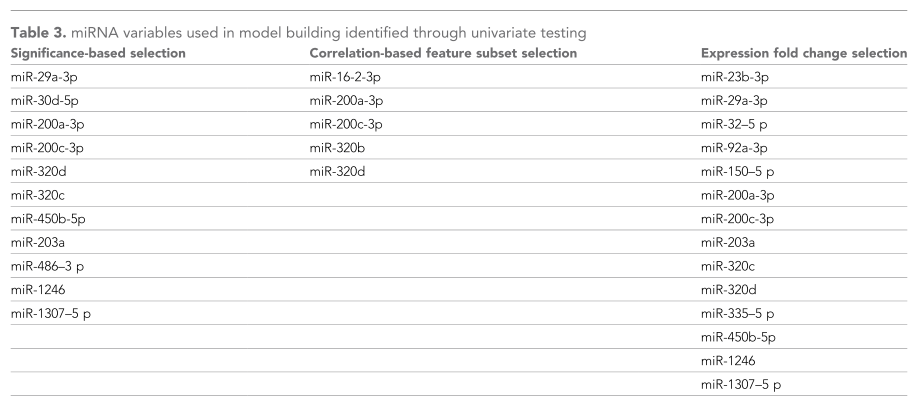 Table 3. miRNA variables used in model building identified through univariate testing
Significance-based selection Correlation-based feature subset selection Expression fold change selection
miR-29a-3p miR-16-2-3p miR-23b-3p
miR-30d-5p miR-200a-3p miR-29a-3p
miR-200a-3p miR-200c-3p miR-32–5 p
miR-200c-3p miR-320b miR-92a-3p
miR-320d miR-320d miR-150–5 p
miR-320c miR-200a-3p
miR-450b-5p miR-200c-3p
miR-203a miR-203a
miR-486–3 p miR-320c
miR-1246 miR-320d
miR-1307–5 p miR-335–5 p
miR-450b-5p
miR-1246
miR-1307–5 p